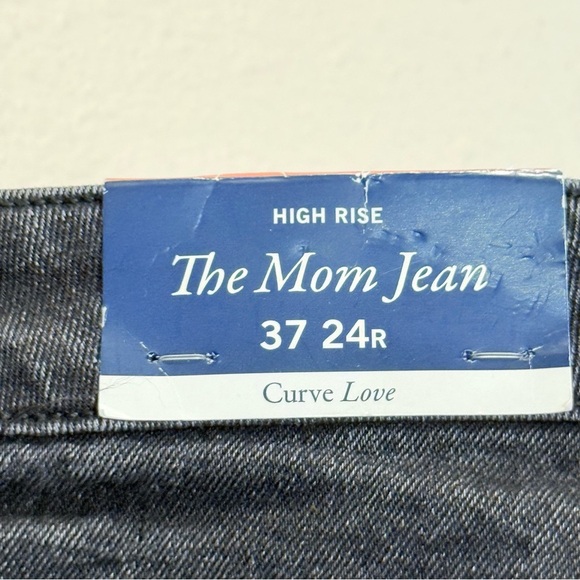 HIGH RISE
The Mom Jean
37 24R
Curve Love